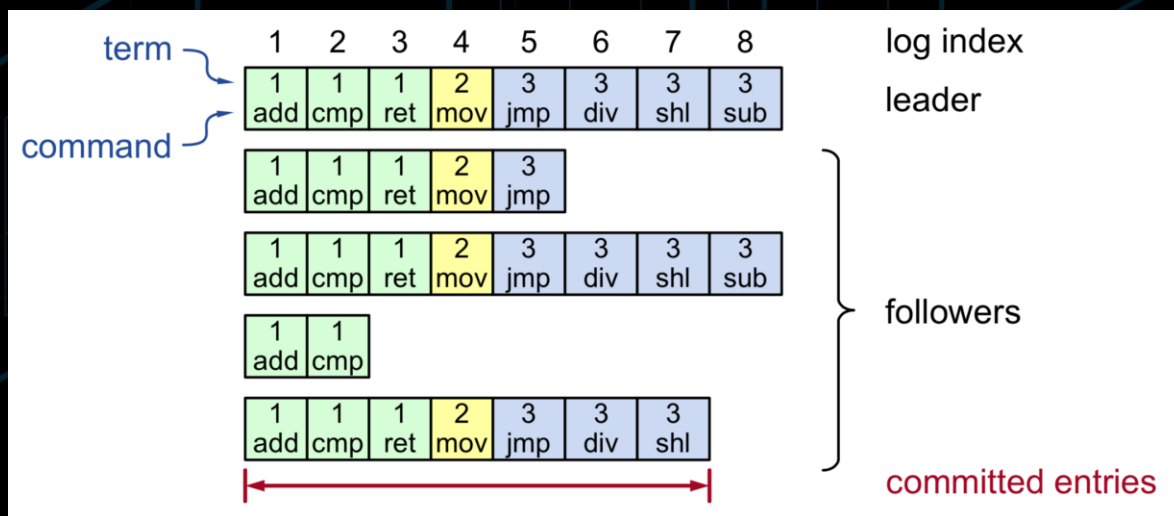 term
command
1 2 3 4 5 6 7 8 log index
1 1 1 2 3 3 3 3 leader
add cmp ret mov jmp div shl sub
1 1 1 2 3
add cmp ret mov jmp
1 1 1 2 3 3 3 3
add cmp ret mov jmp div shl sub
followers
1 1
add cmp
1 1 1 2 3 3 3
add cmp ret mov jmp div shl
committed entries